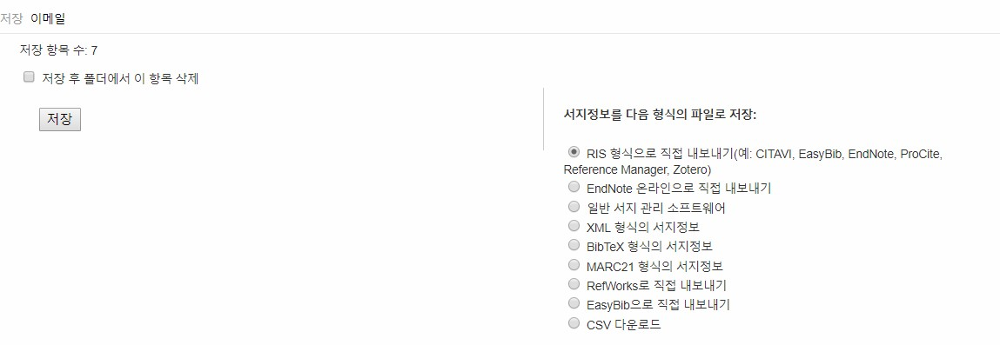 저장 이메일
저장 항목 수: 7
저장 후 폴더에서 이 항목 삭제
저장
서지정보를 다음 형식의 파일로 저장:
RIS 형식으로 직접 내보내기(예: CITAVI, EasyBib, EndNote, ProCite,
Reference Manager, Zotero)
EndNote 온라인으로 직접 내보내기
일반 서지 관리 소프트웨어
XML 형식의 서지정보
BibTeX 형식의 서지정보
MARC21 형식의 서지정보
RefWorks로 직접 내보내기
EasyBib으로 직접 내보내기
CSV 다운로드